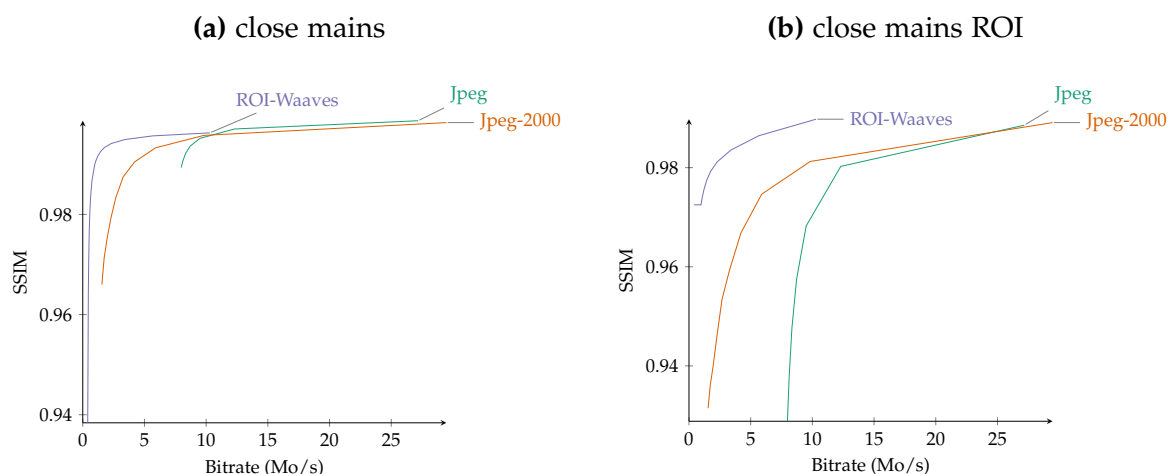 (a) close mains
ROI-Waaves
Jpeg
Jpeg-2000
0.98
0.96
0.94
SSIM
0 5 10 15 20 25
Bitrate (Mo/s)
(b) close mains ROI
Jpeg
ROI-Waaves
Jpeg-2000
0.98
0.96
0.94
SSIM
0 5 10 15 20 25
Bitrate (Mo/s)